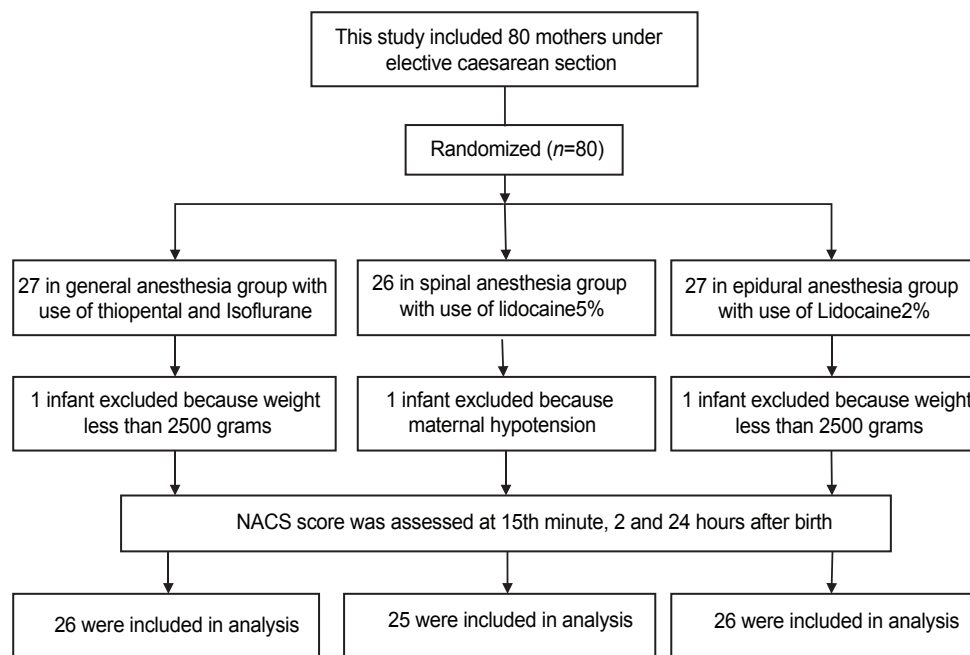 This study included 80 mothers under
elective caesarean section
Randomized (n=80)
27 in general anesthesia group with
use of thiopental and Isoflurane
26 in spinal anesthesia group
with use of lidocaine5%
27 in epidural anesthesia group
with use of Lidocaine2%
1 infant excluded because weight
less than 2500 grams
1 infant excluded because
maternal hypotension
1 infant excluded because weight
less than 2500 grams
NACS score was assessed at 15th minute, 2 and 24 hours after birth
26 were included in analysis
25 were included in analysis
26 were included in analysis